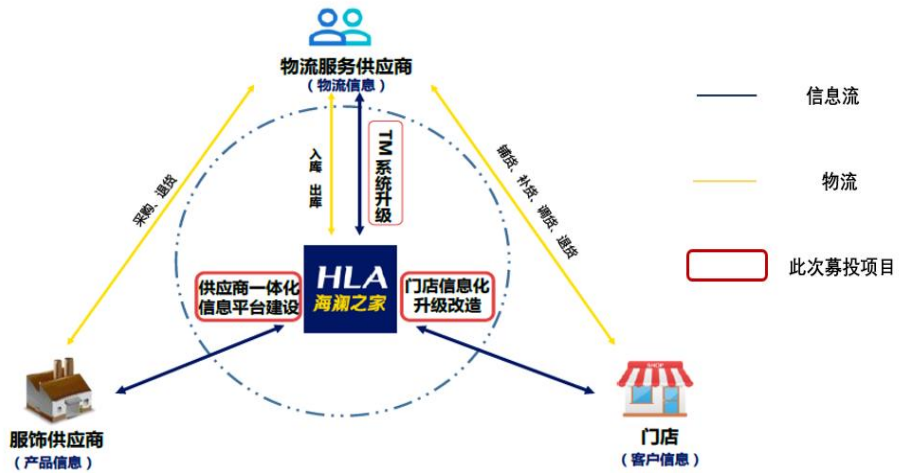 物流服务供应商
（物流信息）
信息流
入库 出库
TM系统升级
采购、退货
铺货、补货、调货、退货
物流
HLA
海澜之家
供应商一体化
信息平台建设
门店信息化
升级改造
此次募投项目
SHOP
服饰供应商
（产品信息）
门店
（客户信息）